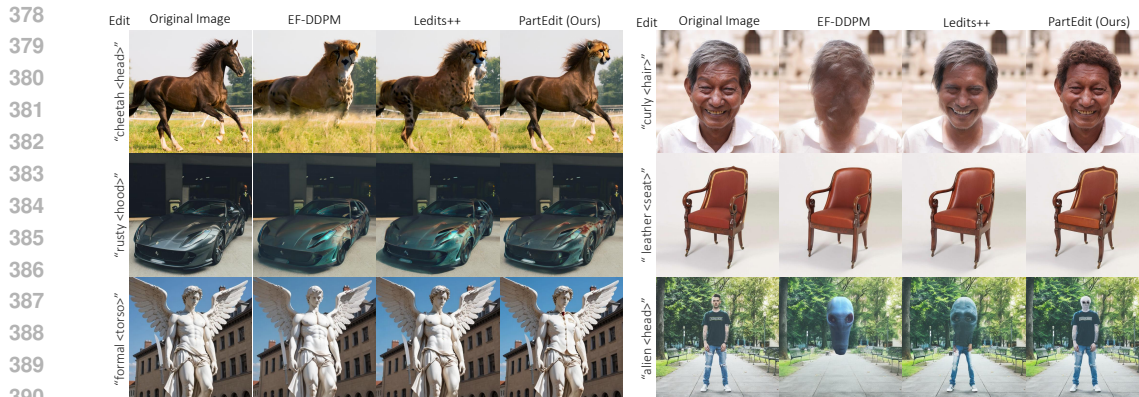 378
379
380
381
382
383
384
385
386
387
388
389
390
Edit Original Image EF-DDPM Ledits++ PartEdit (Ours)
"cheetah <head>"
"rusty <hood>"
"formal <torso>"
Edit Original Image EF-DDPM Ledits++ PartEdit (Ours)
"curly <hair>"
" leather <seat>"
"alien <head>"